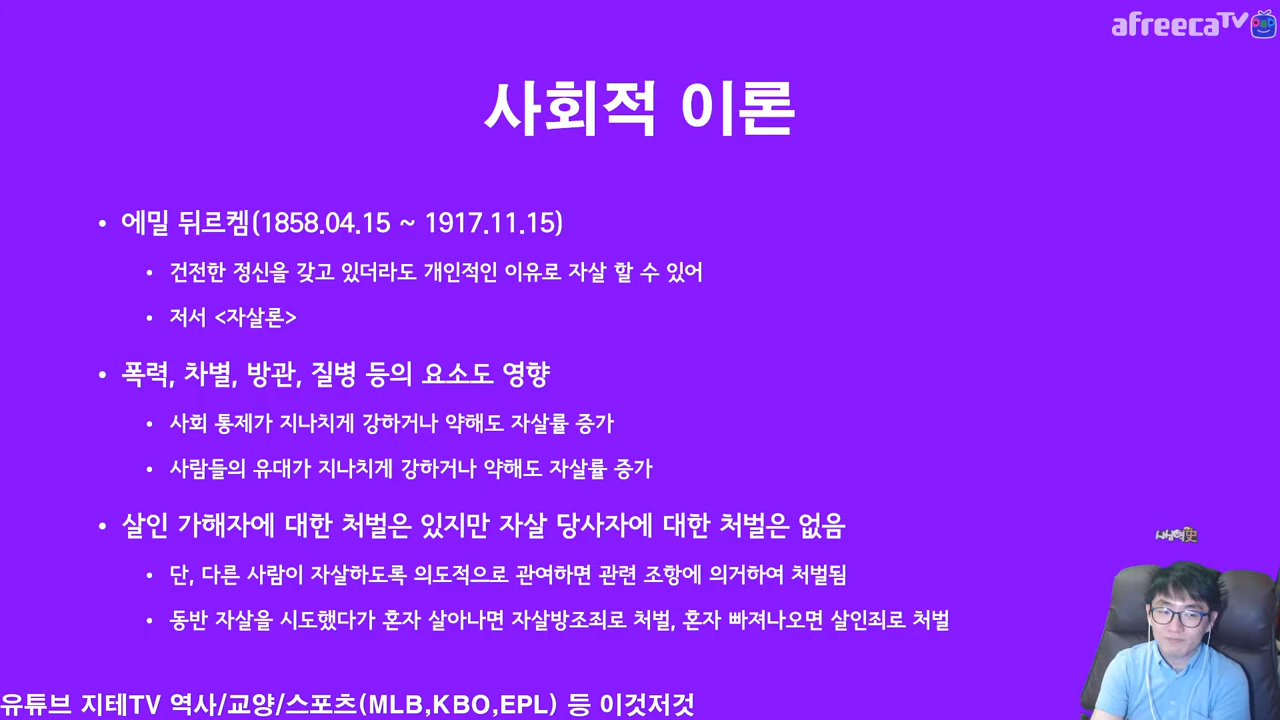 afreecaTV
사회적 이론
• 에밀 뒤르켐(1858.04.15 ~ 1917.11.15)
• 건전한 정신을 갖고 있더라도 개인적인 이유로 자살 할 수 있어
• 저서 <자살론>
• 폭력, 차별, 방관, 질병 등의 요소도 영향
• 사회 통제가 지나치게 강하거나 약해도 자살률 증가
• 사람들의 유대가 지나치게 강하거나 약해도 자살률 증가
• 살인 가해자에 대한 처벌은 있지만 자살 당사자에 대한 처벌은 없음
• 단, 다른 사람이 자살하도록 의도적으로 관여하면 관련 조항에 의거하여 처벌됨
• 동반 자살을 시도했다가 혼자 살아나면 자살방조죄로 처벌, 혼자 빠져나오면 살인죄로 처벌
유튜브 지테TV 역사/교양/스포츠(MLB,KBO,EPL) 등 이것저것